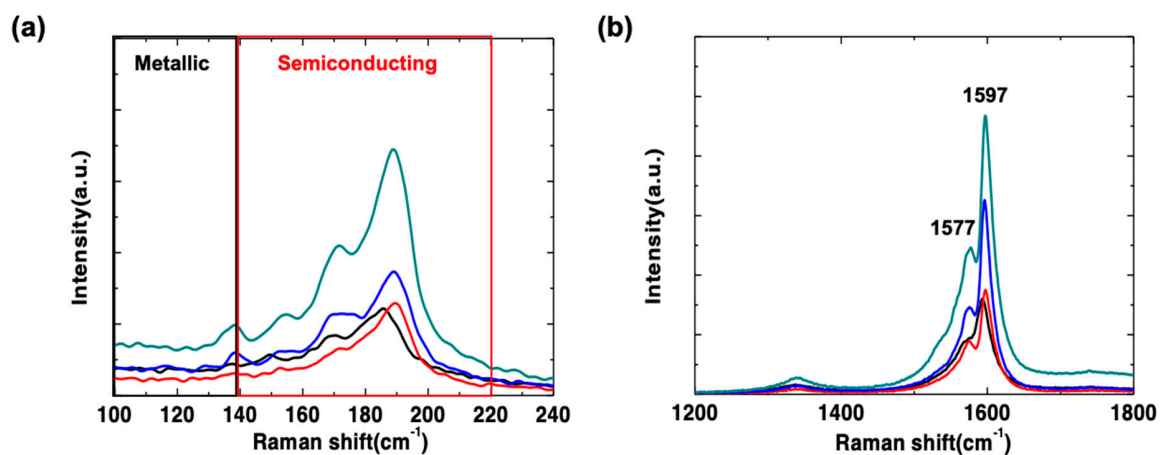 (a)
Metallic
Semiconducting
Intensity(a.u.)
100 120 140 160 180 200 220 240
Raman shift(cm⁻¹)
(b)
1597
1577
Intensity(a.u.)
1200 1400 1600 1800
Raman shift(cm⁻¹)